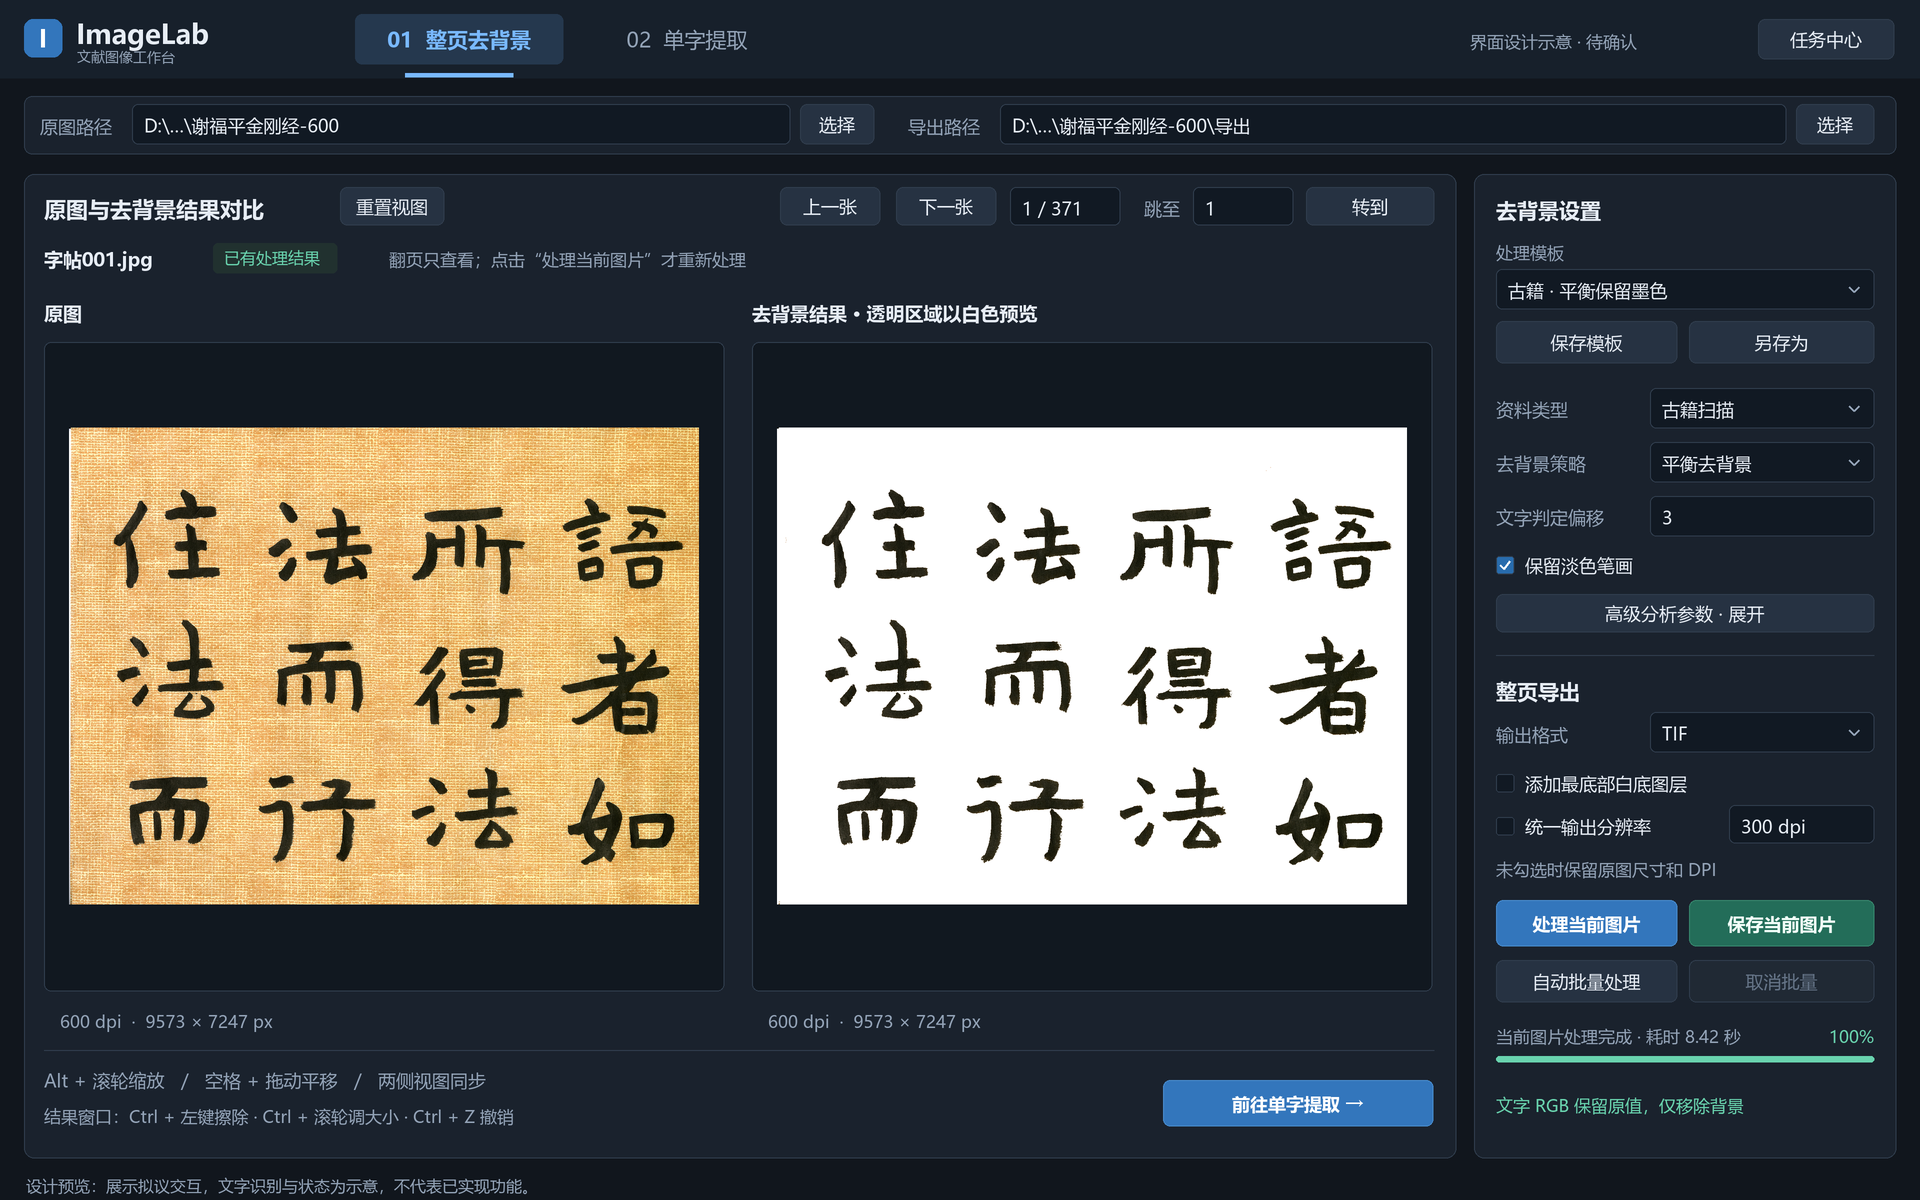 I ImageLab
文献图像工作台
01 整页去背景
02 单字提取
界面设计示意 · 待确认
任务中心
原图路径 D:\...\谢福平金刚经-600 选择 导出路径 D:\...\谢福平金刚经-600\导出 选择
原图与去背景结果对比 重置视图 上一张 下一张 1 / 371 跳至 1 转到
字帖001.jpg 已有处理结果 翻页只查看；点击“处理当前图片”才重新处理
原图
住法所語
法而得者
而行法如
600 dpi · 9573 × 7247 px
去背景结果 • 透明区域以白色预览
住法所語
法而得者
而行法如
600 dpi · 9573 × 7247 px
Alt + 滚轮缩放 / 空格 + 拖动平移 / 两侧视图同步
结果窗口：Ctrl + 左键擦除 · Ctrl + 滚轮调大小 · Ctrl + Z 撤销
前往单字提取 →
去背景设置
处理模板
古籍 · 平衡保留墨色
保存模板 另存为
资料类型 古籍扫描
去背景策略 平衡去背景
文字判定偏移 3
保留淡色笔画
高级分析参数 · 展开
整页导出
输出格式 TIF
添加最底部白底图层
统一输出分辨率 300 dpi
未勾选时保留原图尺寸和 DPI
处理当前图片 保存当前图片
自动批量处理 取消批量
当前图片处理完成 · 耗时 8.42 秒 100%
文字 RGB 保留原值，仅移除背景
设计预览：展示拟议交互，文字识别与状态为示意，不代表已实现功能。